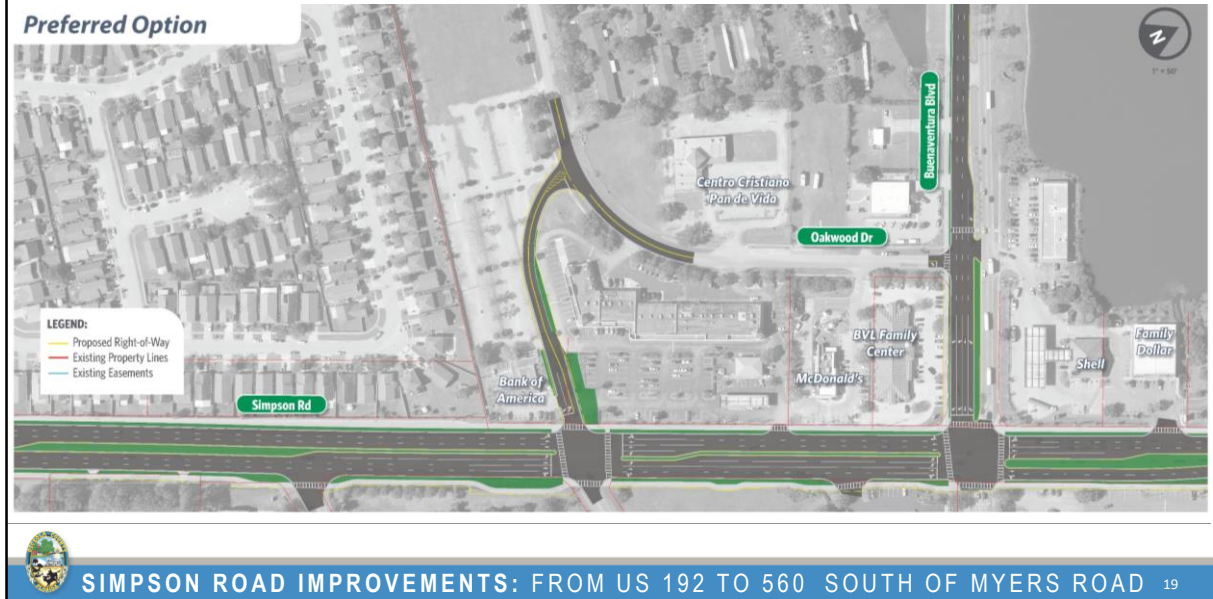 Preferred Option
N
1" = 50'
Buenaventura Blvd
Centro Cristiano
Pan de Vida
Oakwood Dr
LEGEND:
Proposed Right-of-Way
Existing Property Lines
Existing Easements
BVL Family
Center
Family
Dollar
Shell
McDonald's
Bank of
America
Simpson Rd
SIMPSON ROAD IMPROVEMENTS: FROM US 192 TO 560 SOUTH OF MYERS ROAD 19